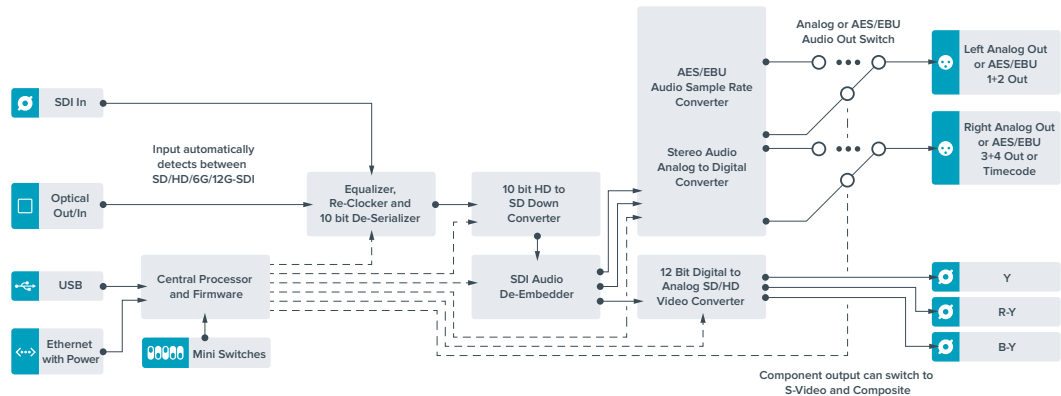 Analog or AES/EBU
Audio Out Switch
Left Analog Out
or AES/EBU
1+2 Out
AES/EBU
Audio Sample Rate
Converter
SDI In
Right Analog Out
or AES/EBU
3+4 Out or
Timecode
Input automatically
detects between
SD/HD/6G/12G-SDI
Stereo Audio
Analog to Digital
Converter
Optical
Out/In
Equalizer,
Re-Clocker and
10 bit De-Serializer
10 bit HD to
SD Down
Converter
USB
Central Processor
and Firmware
SDI Audio
De-Embedder
12 Bit Digital to
Analog SD/HD
Video Converter
Y
R-Y
B-Y
Ethernet
with Power
Mini Switches
Component output can switch to
S-Video and Composite